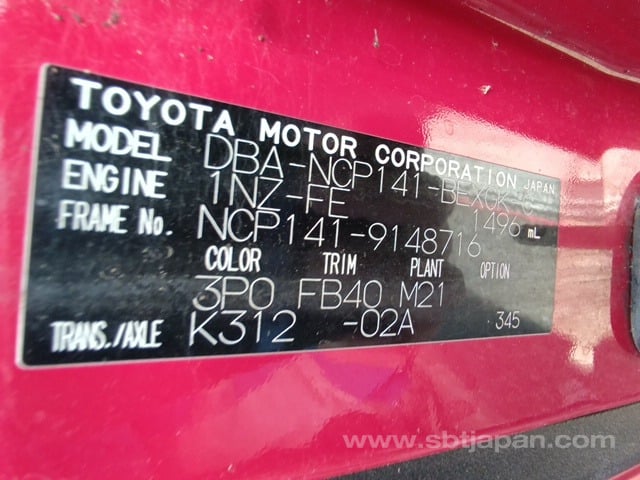 TOYOTA MOTOR CORPORATION JAPAN
MODEL DBA-NCP141-BEXGK
ENGINE 1NZ-FE 1496 mL
FRAME No. NCP141-9148716
COLOR TRIM PLANT OPTION
3P0 FB40 M21
TRANS./AXLE K312 -02A 345
www.sbtjapan.com